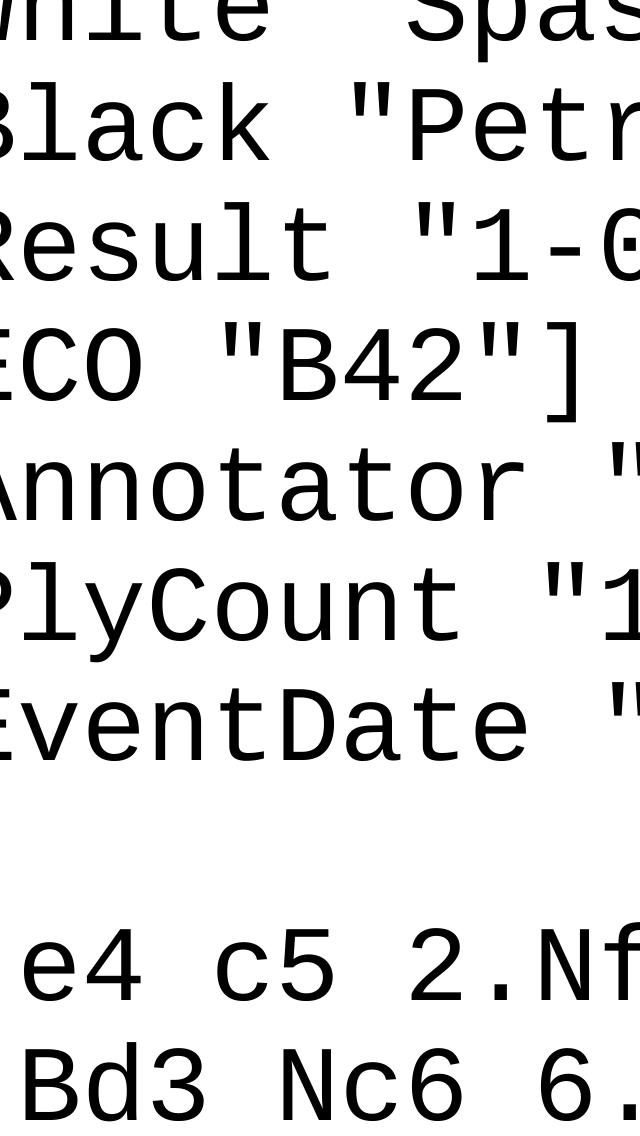 White "Spas
Black "Petr
Result "1-0
ECO "B42"]
Annotator "
PlyCount "1
EventDate "
e4 c5 2.Nf
Bd3 Nc6 6.